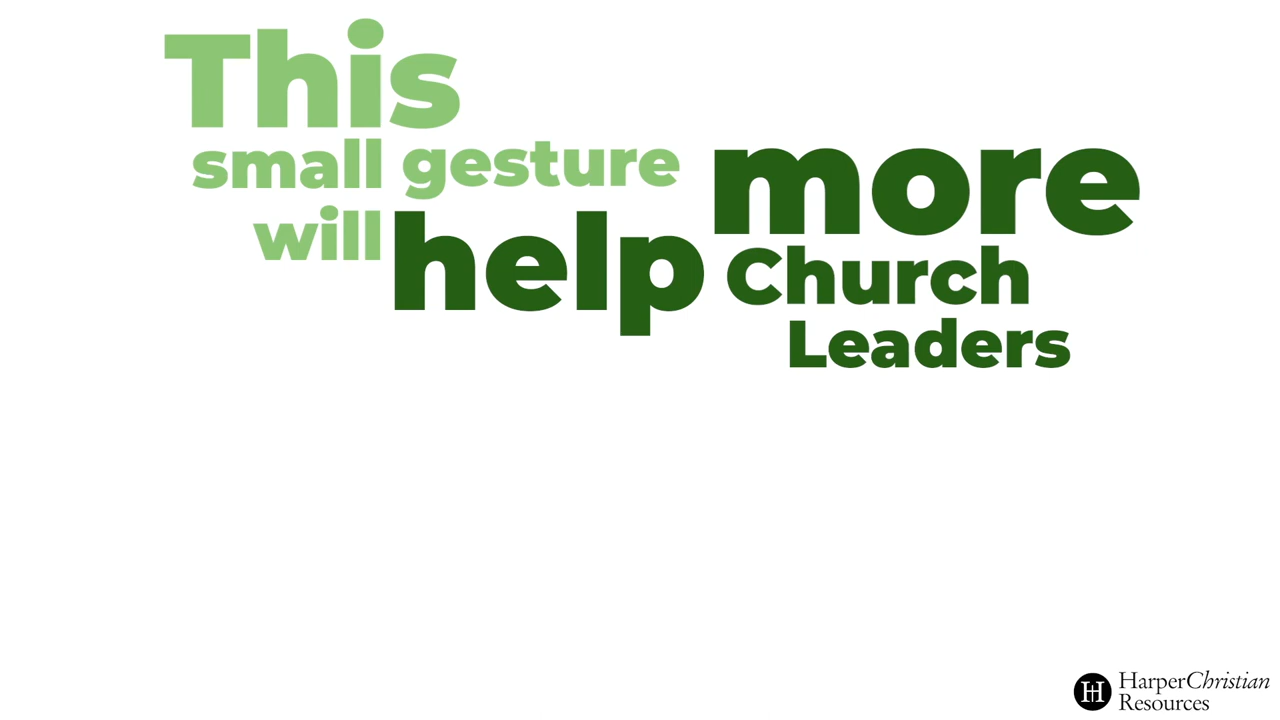 This
small gesture
will help
more
Church
Leaders
HarperChristian
Resources